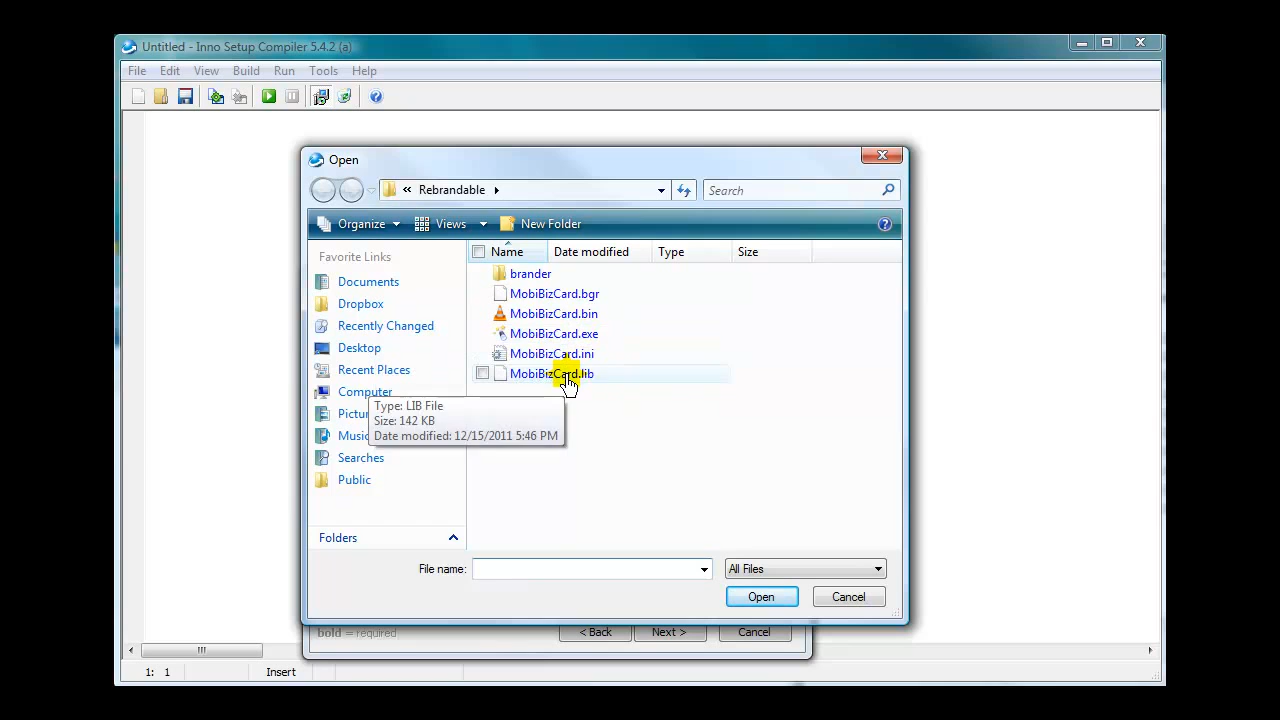 Untitled - Inno Setup Compiler 5.4.2 (a)
File Edit View Build Run Tools Help
Open
« Rebrandable
Search
Organize Views New Folder
Favorite Links
Documents
Dropbox
Recently Changed
Desktop
Recent Places
Computer
Pictu
Music
Searches
Public
Folders
Name Date modified Type Size
brander
MobiBizCard.bgr
MobiBizCard.bin
MobiBizCard.exe
MobiBizCard.ini
MobiBizCard.lib
Type: LIB File
Size: 142 KB
Date modified: 12/15/2011 5:46 PM
File name:
All Files
Open Cancel
bold = required
< Back Next > Cancel
1: 1 Insert